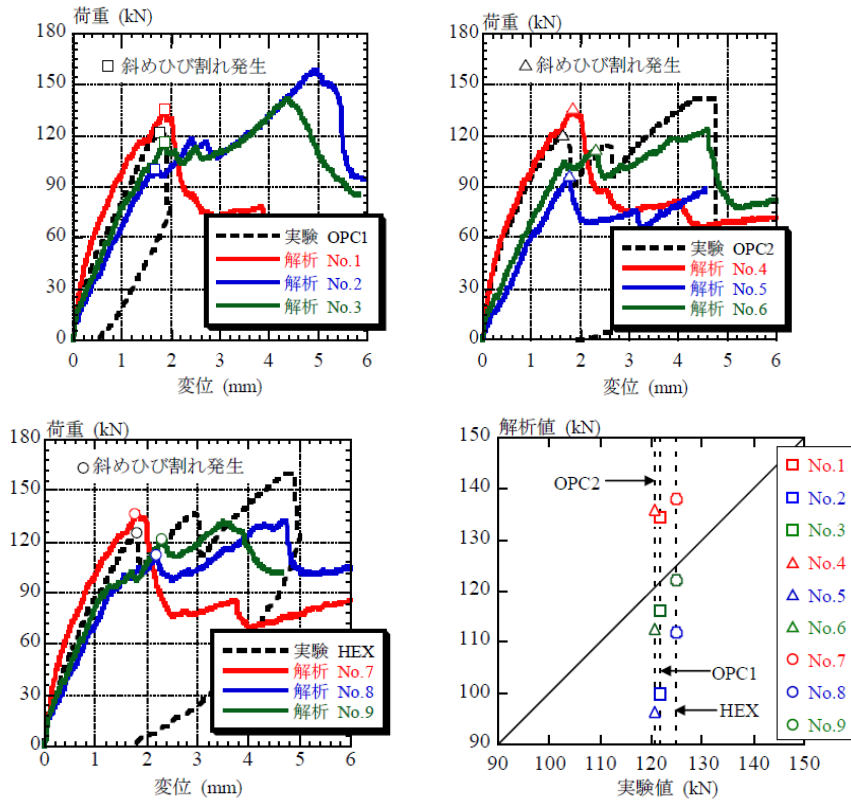 荷重 (kN)
180
150
120
90
60
30
0
□斜めひび割れ発生
実験 OPC1
解析 No.1
解析 No.2
解析 No.3
0 1 2 3 4 5 6
変位 (mm)
荷重 (kN)
180
150
120
90
60
30
0
△斜めひび割れ発生
実験 OPC2
解析 No.4
解析 No.5
解析 No.6
0 1 2 3 4 5 6
変位 (mm)
荷重 (kN)
180
150
120
90
60
30
0
○斜めひび割れ発生
実験 HEX
解析 No.7
解析 No.8
解析 No.9
0 1 2 3 4 5 6
変位 (mm)
解析値 (kN)
150
140
130
120
110
100
90
OPC2
OPC1
HEX
90 100 110 120 130 140 150
実験値 (kN)
No.1
No.2
No.3
No.4
No.5
No.6
No.7
No.8
No.9